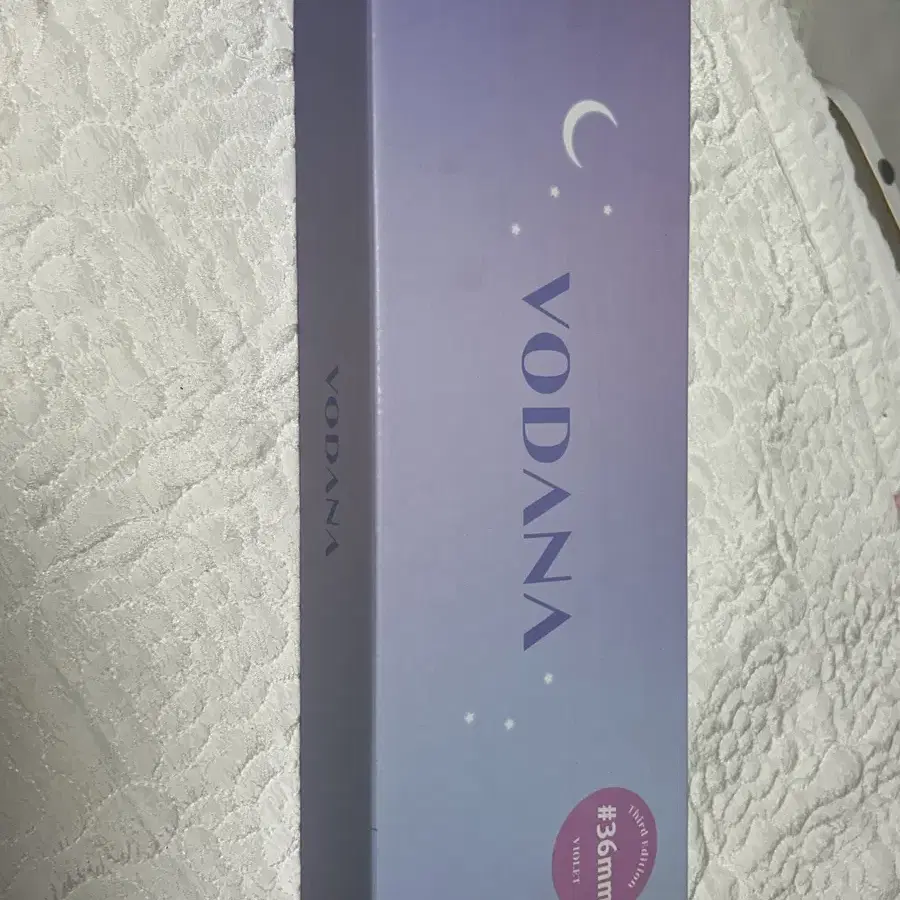 VODANA
VODANA
Third Edition
#36mm
VIOLET